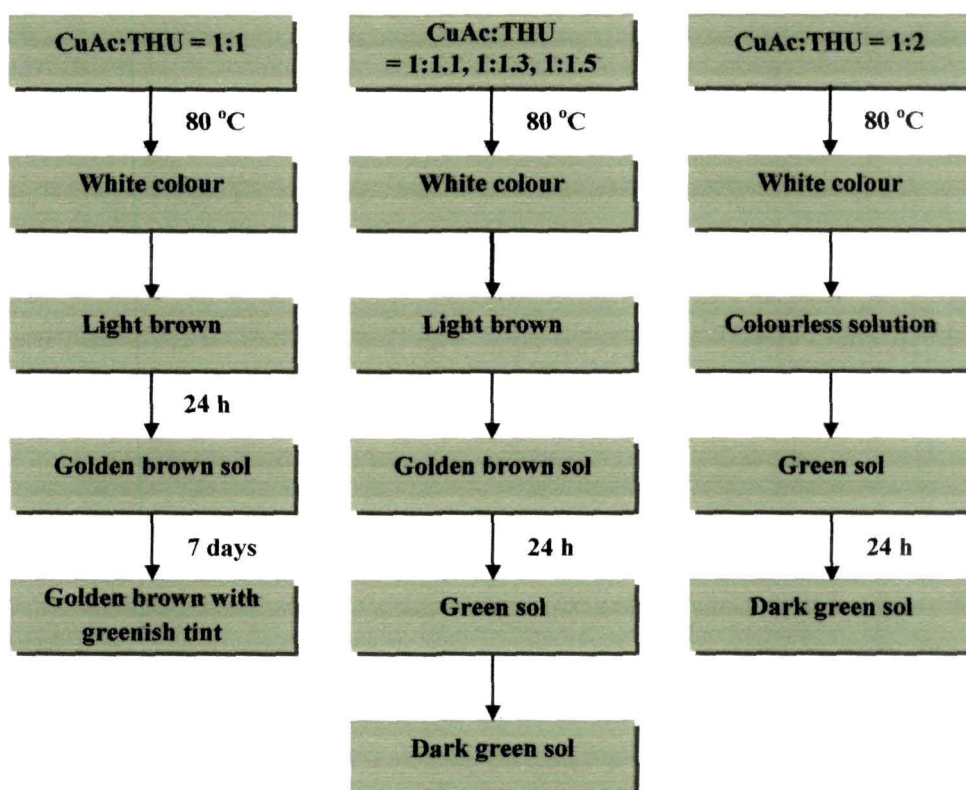 CuAc:THU = 1:1
80 °C
White colour
Light brown
24 h
Golden brown sol
7 days
Golden brown with
greenish tint
CuAc:THU
= 1:1.1, 1:1.3, 1:1.5
80 °C
White colour
Light brown
Golden brown sol
24 h
Green sol
Dark green sol
CuAc:THU = 1:2
80 °C
White colour
Colourless solution
Green sol
24 h
Dark green sol